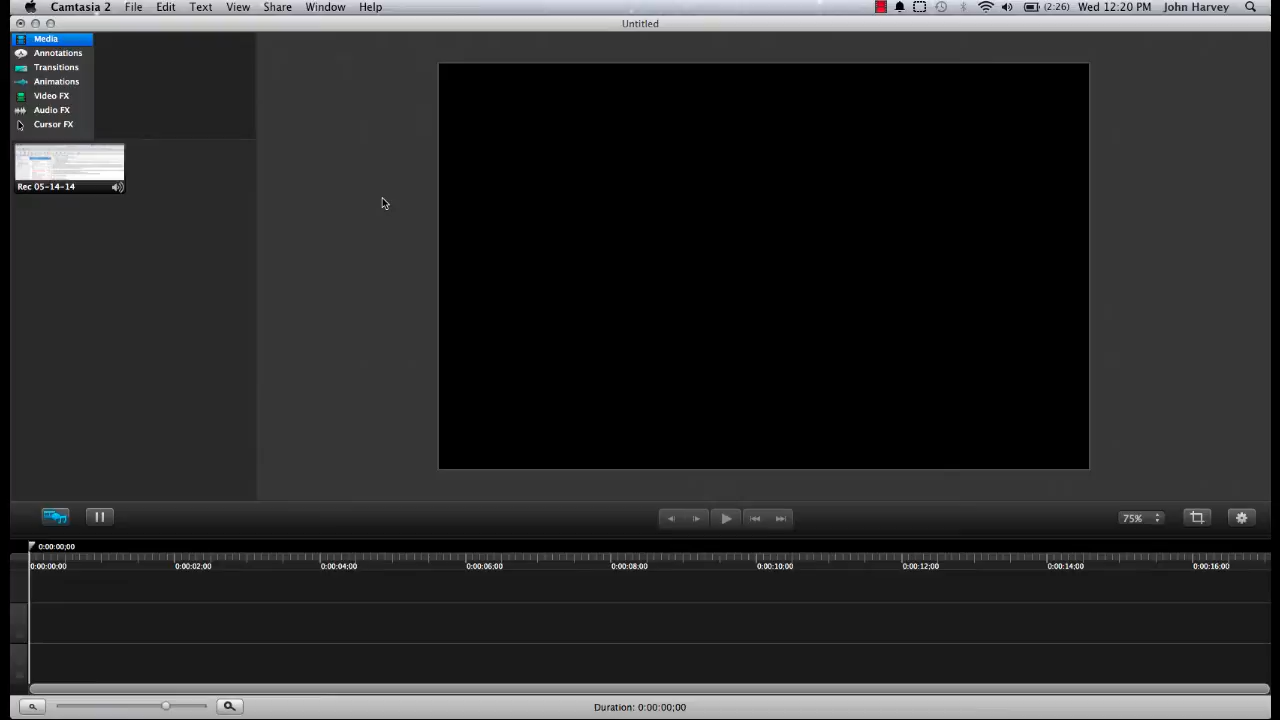 Camtasia 2 File Edit Text View Share Window Help (2:26) Wed 12:20 PM John Harvey
Untitled
Media
Annotations
Transitions
Animations
Video FX
Audio FX
Cursor FX
Rec 05-14-14
75%
0:00:00;00
0:00:00;00 0:00:02;00 0:00:04;00 0:00:06;00 0:00:08;00 0:00:10;00 0:00:12;00 0:00:14;00 0:00:16;00
Duration: 0:00:00;00